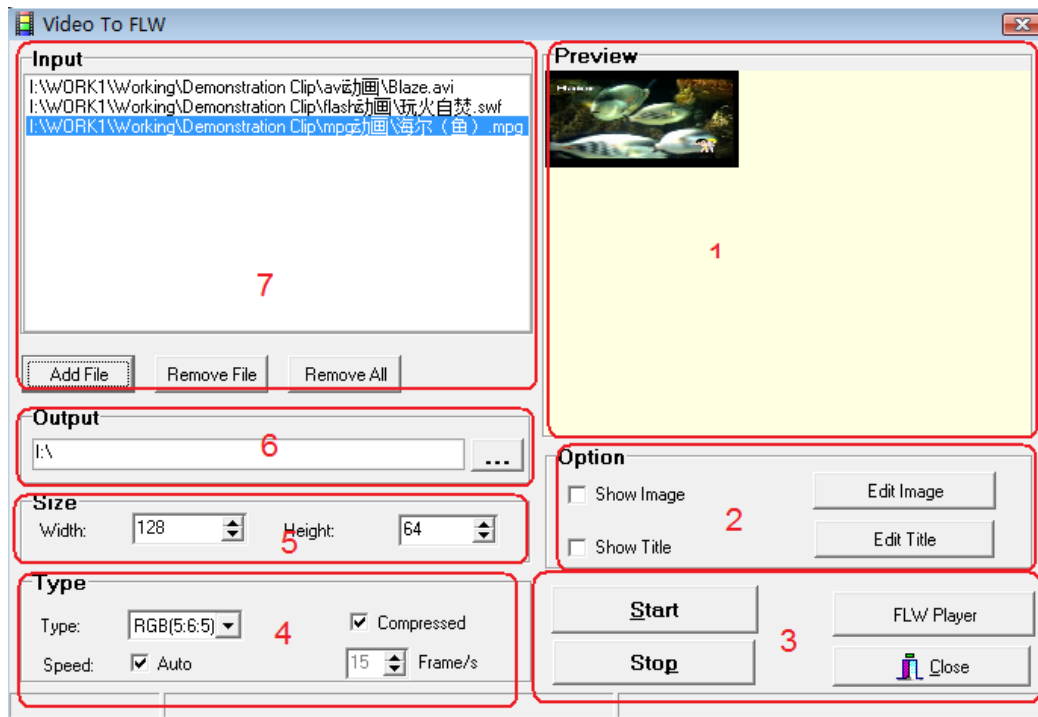 Video To FLW
Input
I:\WORK1\Working\Demonstration Clip\avi动画\Blaze.avi
I:\WORK1\Working\Demonstration Clip\flash动画\玩火自焚.swf
I:\WORK1\Working\Demonstration Clip\mpg动画\海尔（鱼）.mpg
7
Add File
Remove File
Remove All
Preview
1
Output
I:\
...
6
Option
Show Image
Edit Image
2
Show Title
Edit Title
Size
Width:
128
Height:
64
5
Type
Type:
RGB(5:6:5)
Compressed
4
Speed:
Auto
15
Frame/s
Start
FLW Player
3
Stop
Close